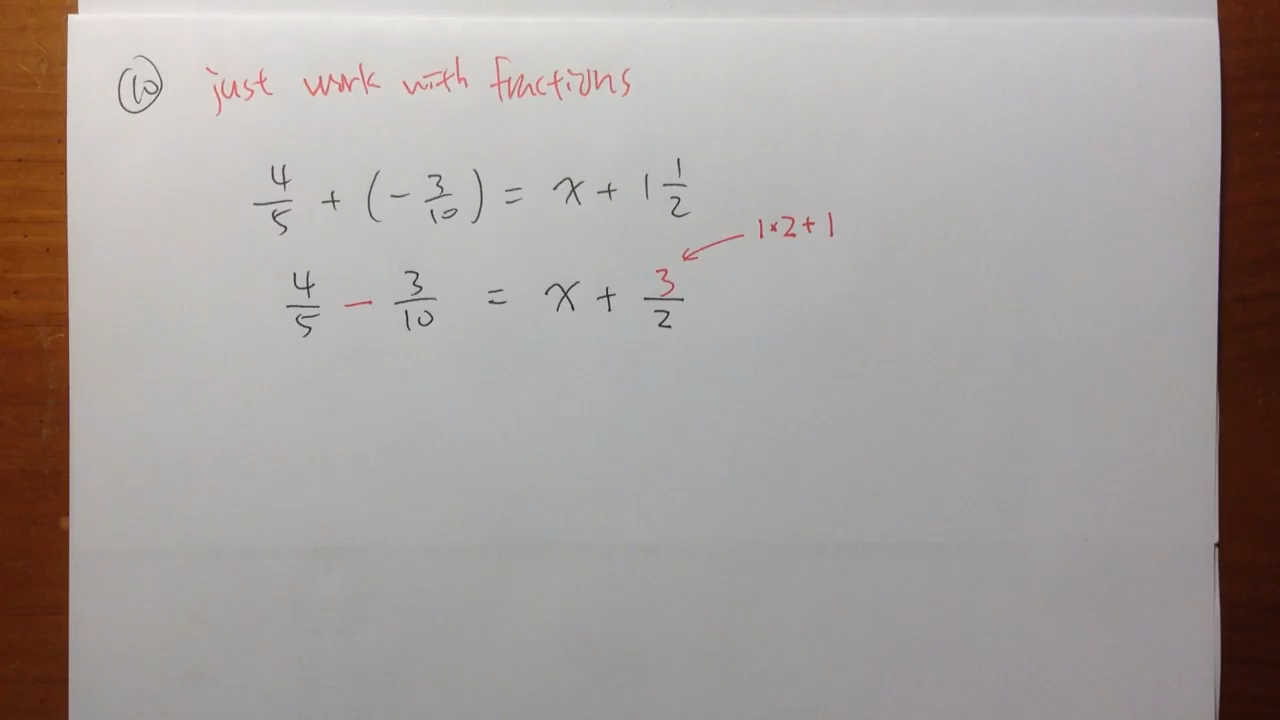 ⑩ just work with fractions
4/5 + (- 3/10) = x + 1 1/2
1×2+1
4/5 - 3/10 = x + 3/2